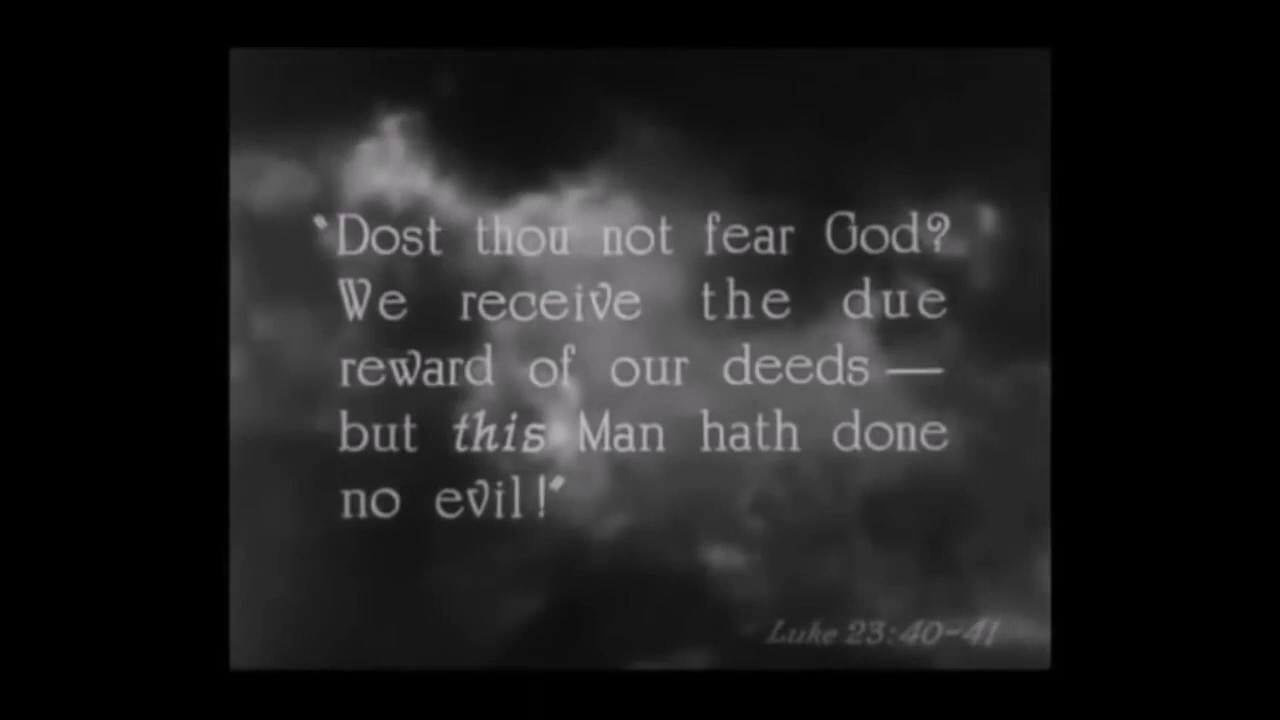 "Dost thou not fear God?
We receive the due
reward of our deeds —
but this Man hath done
no evil!"
Luke 23:40-41